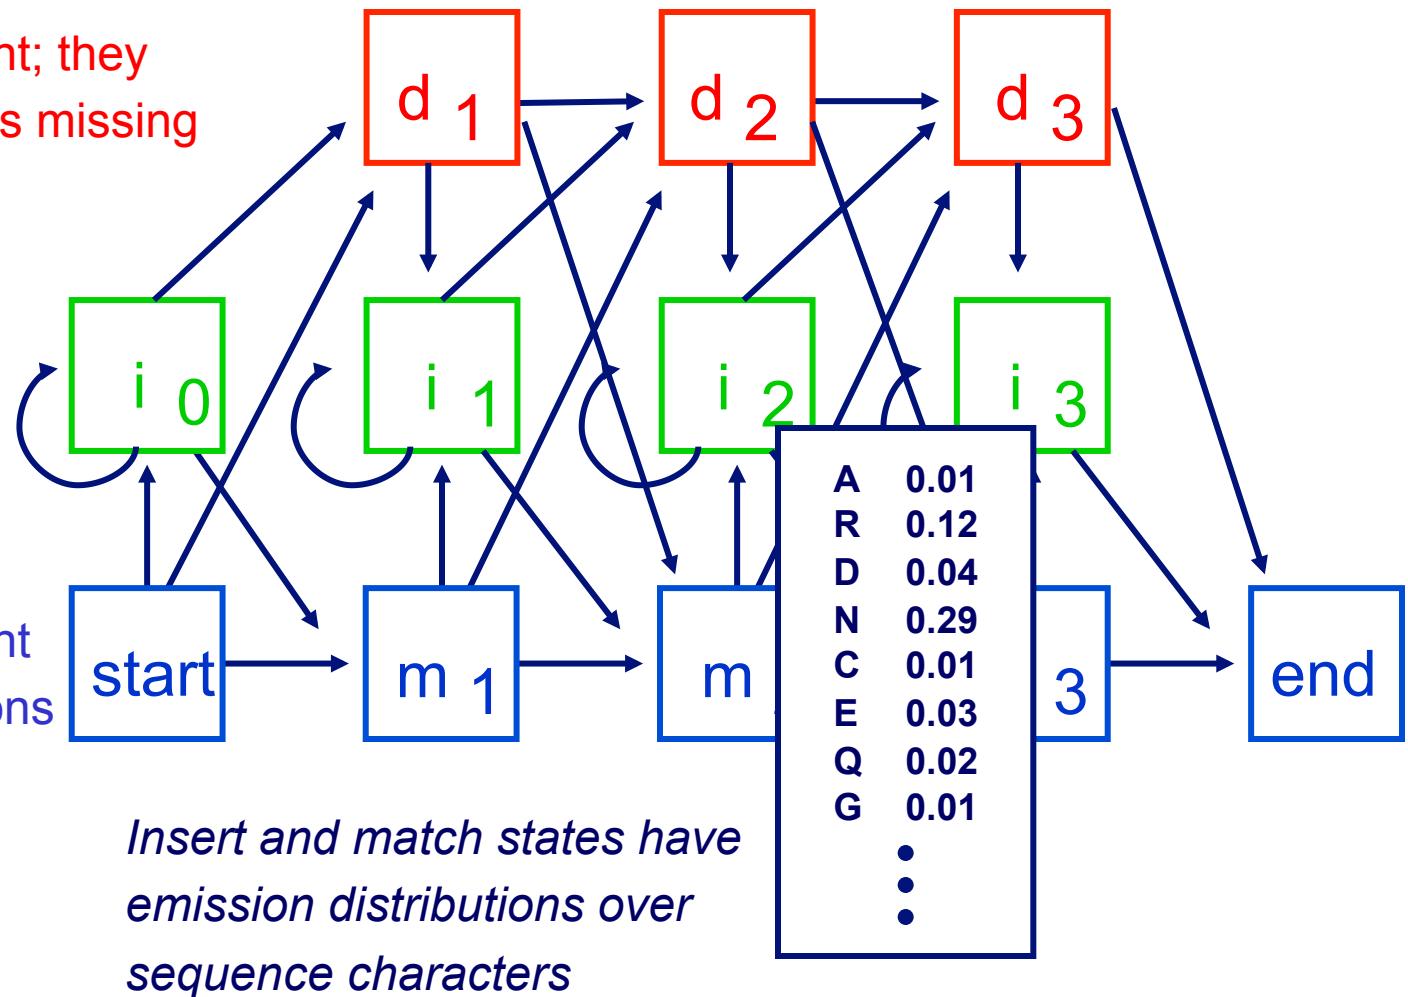 nt; they
s missing
d 1
d 2
d 3
i 0
i 1
i 2
i 3
nt
ons
start
m 1
m
3
end
A 0.01
R 0.12
D 0.04
N 0.29
C 0.01
E 0.03
Q 0.02
G 0.01
Insert and match states have
emission distributions over
sequence characters